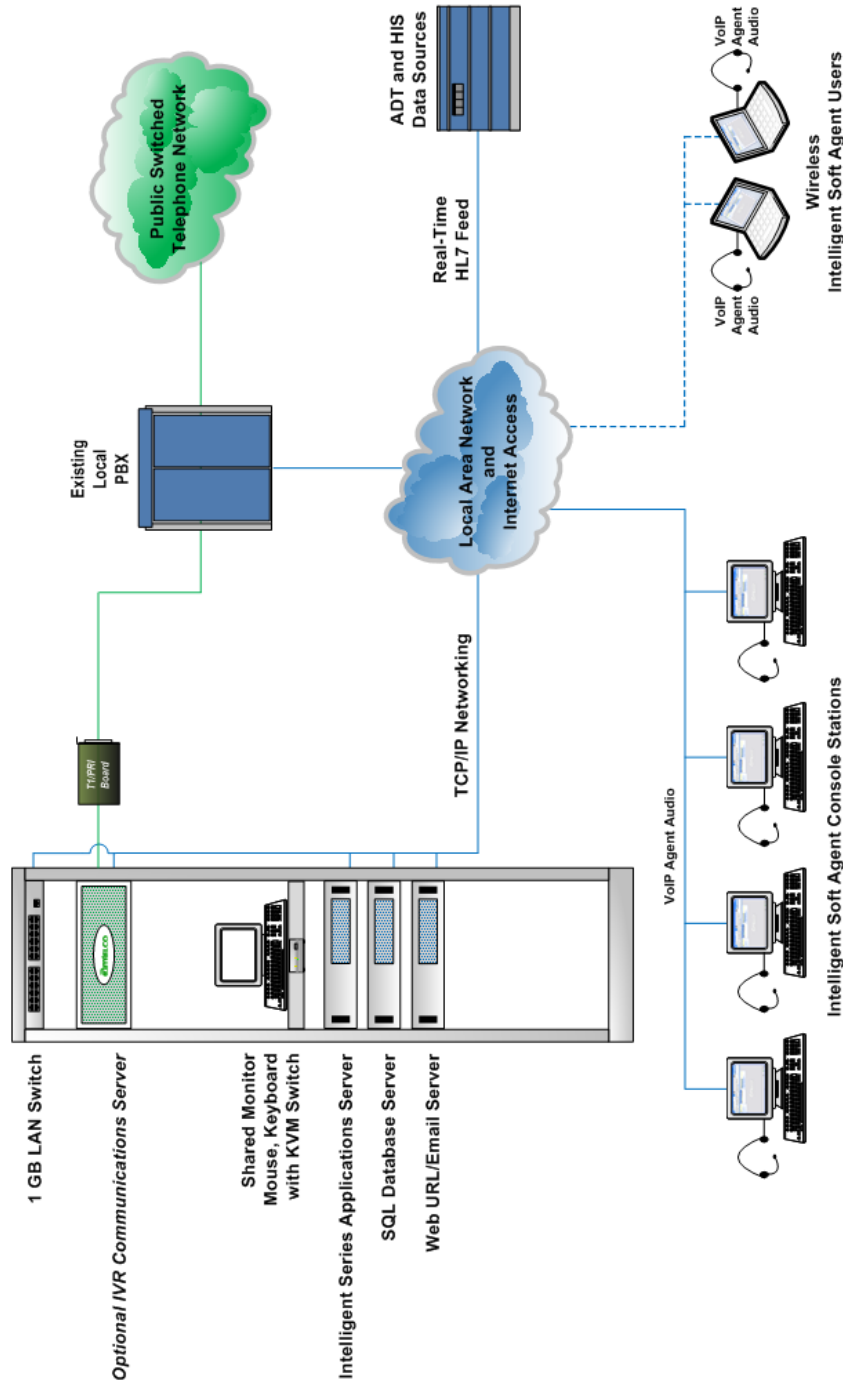 1 GB LAN Switch
Optional IVR Communications Server
Shared Monitor
Mouse, Keyboard
with KVM Switch
Intelligent Series Applications Server
SQL Database Server
Web URL/Email Server
T1/PRI
Board
Existing
Local
PBX
Public Switched
Telephone Network
TCP/IP Networking
Local Area Network
and
Internet Access
Real-Time
HL7 Feed
ADT and HIS
Data Sources
VoIP Agent Audio
Intelligent Soft Agent Console Stations
VoIP
Agent
Audio
VoIP
Agent
Audio
Wireless
Intelligent Soft Agent Users